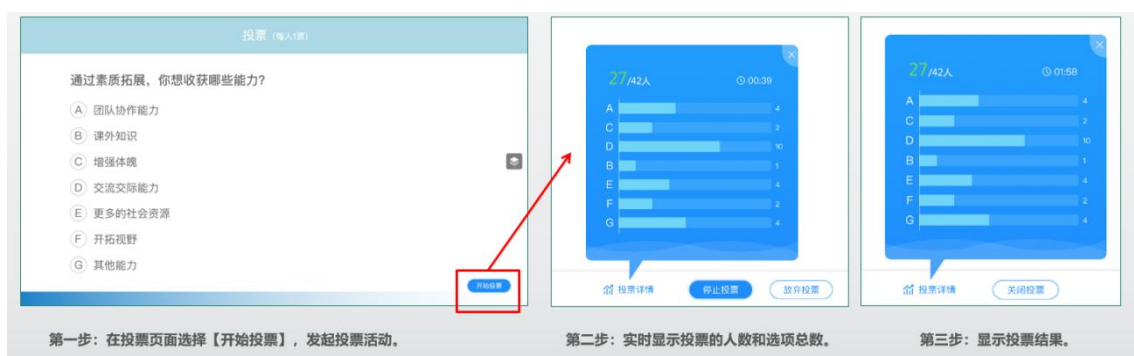 投票 (每人1票)
通过素质拓展，你想收获哪些能力？
A 团队协作能力
B 课外知识
C 增强体魄
D 交流交际能力
E 更多的社会资源
F 开拓视野
G 其他能力
开始投票
第一步：在投票页面选择【开始投票】，发起投票活动。
27/42人 00:39
A 4
C 2
D 10
B 1
E 4
F 2
G 4
投票详情 停止投票 放弃投票
第二步：实时显示投票的人数和选项总数。
27/42人 01:58
A 4
C 2
D 10
B 1
E 4
F 2
G 4
投票详情 关闭投票
第三步：显示投票结果。